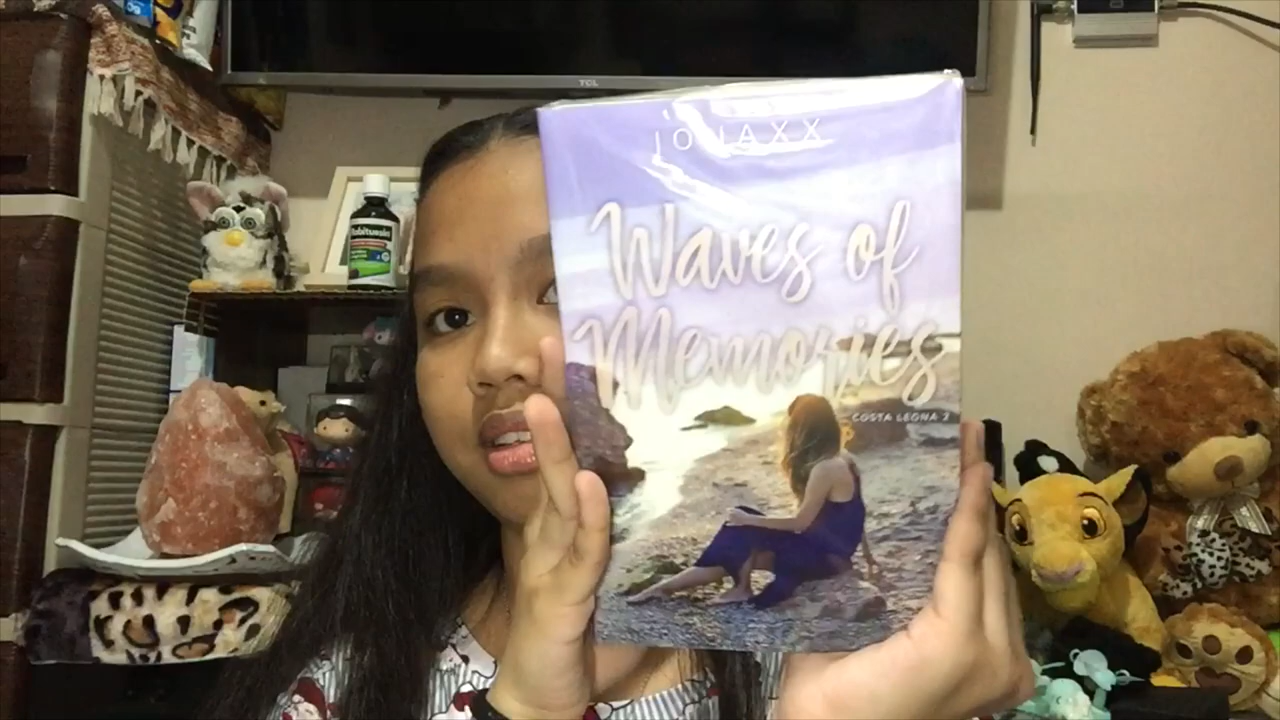 TCL
JONAXX
Waves of
Memories
COSTA LEONA 2
Robitussin